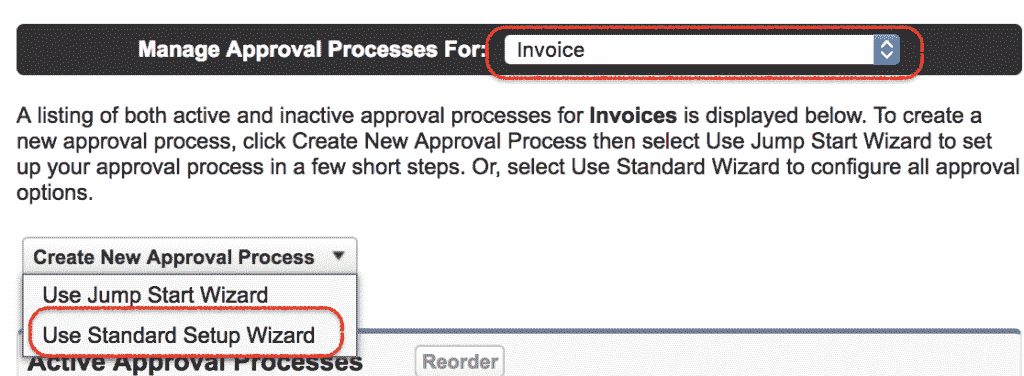 Manage Approval Processes For: Invoice
A listing of both active and inactive approval processes for Invoices is displayed below. To create a
new approval process, click Create New Approval Process then select Use Jump Start Wizard to set
up your approval process in a few short steps. Or, select Use Standard Wizard to configure all approval
options.
Create New Approval Process
Use Jump Start Wizard
Use Standard Setup Wizard
Active Approval Processes Reorder